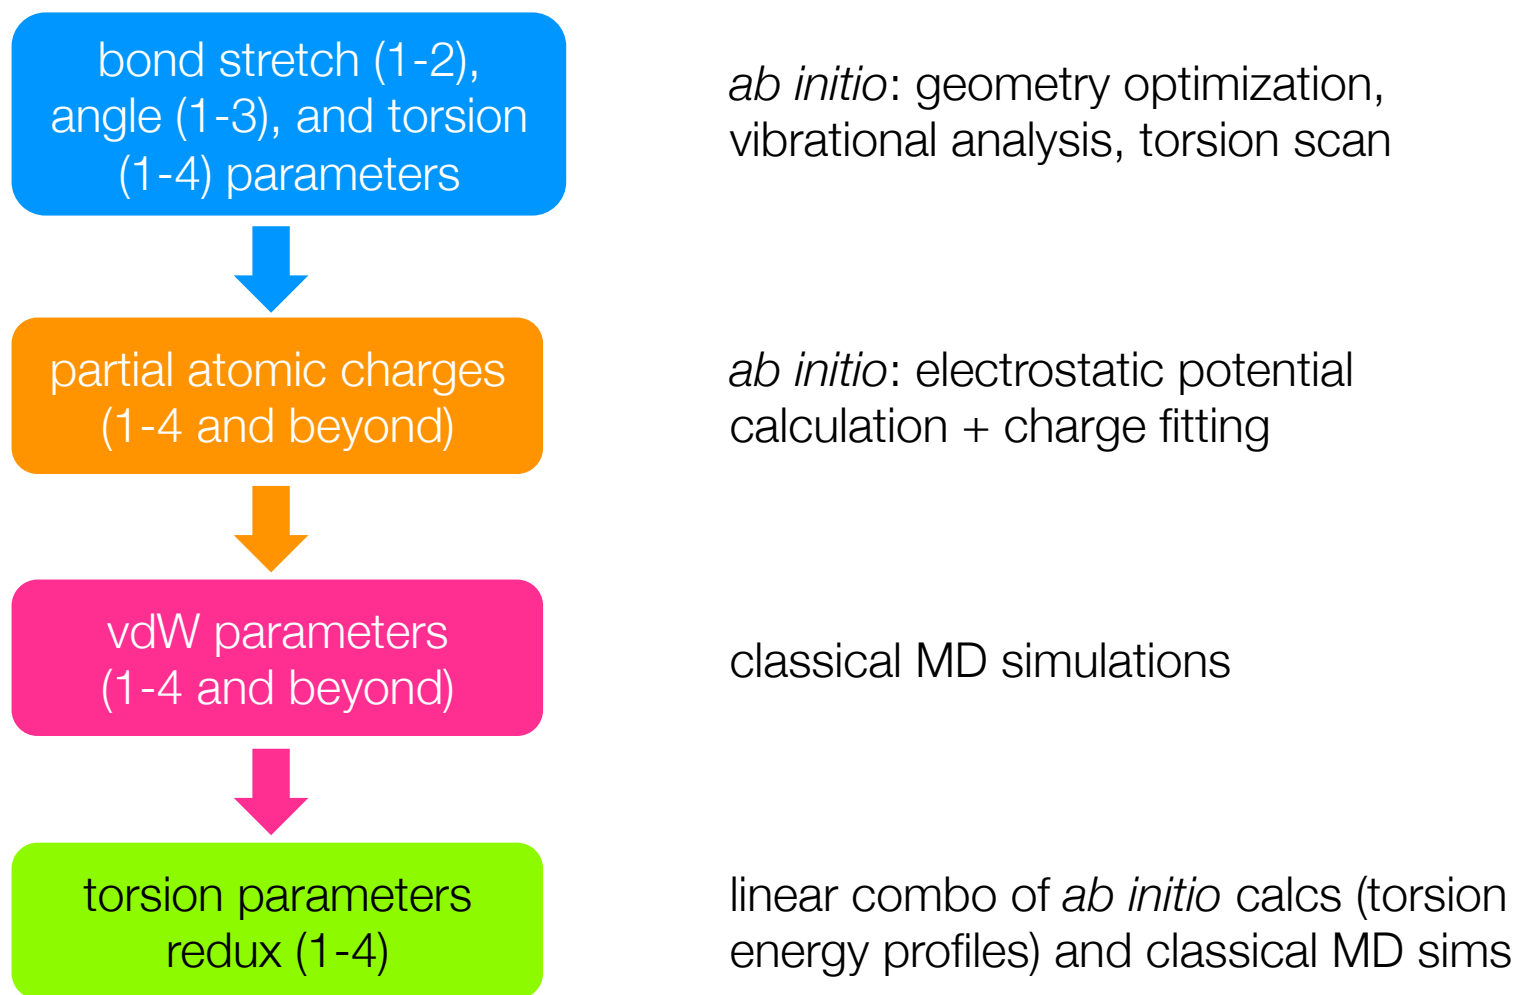 bond stretch (1-2),
angle (1-3), and torsion
(1-4) parameters
ab initio: geometry optimization,
vibrational analysis, torsion scan
partial atomic charges
(1-4 and beyond)
ab initio: electrostatic potential
calculation + charge fitting
vdW parameters
(1-4 and beyond)
classical MD simulations
torsion parameters
redux (1-4)
linear combo of ab initio calcs (torsion
energy profiles) and classical MD sims